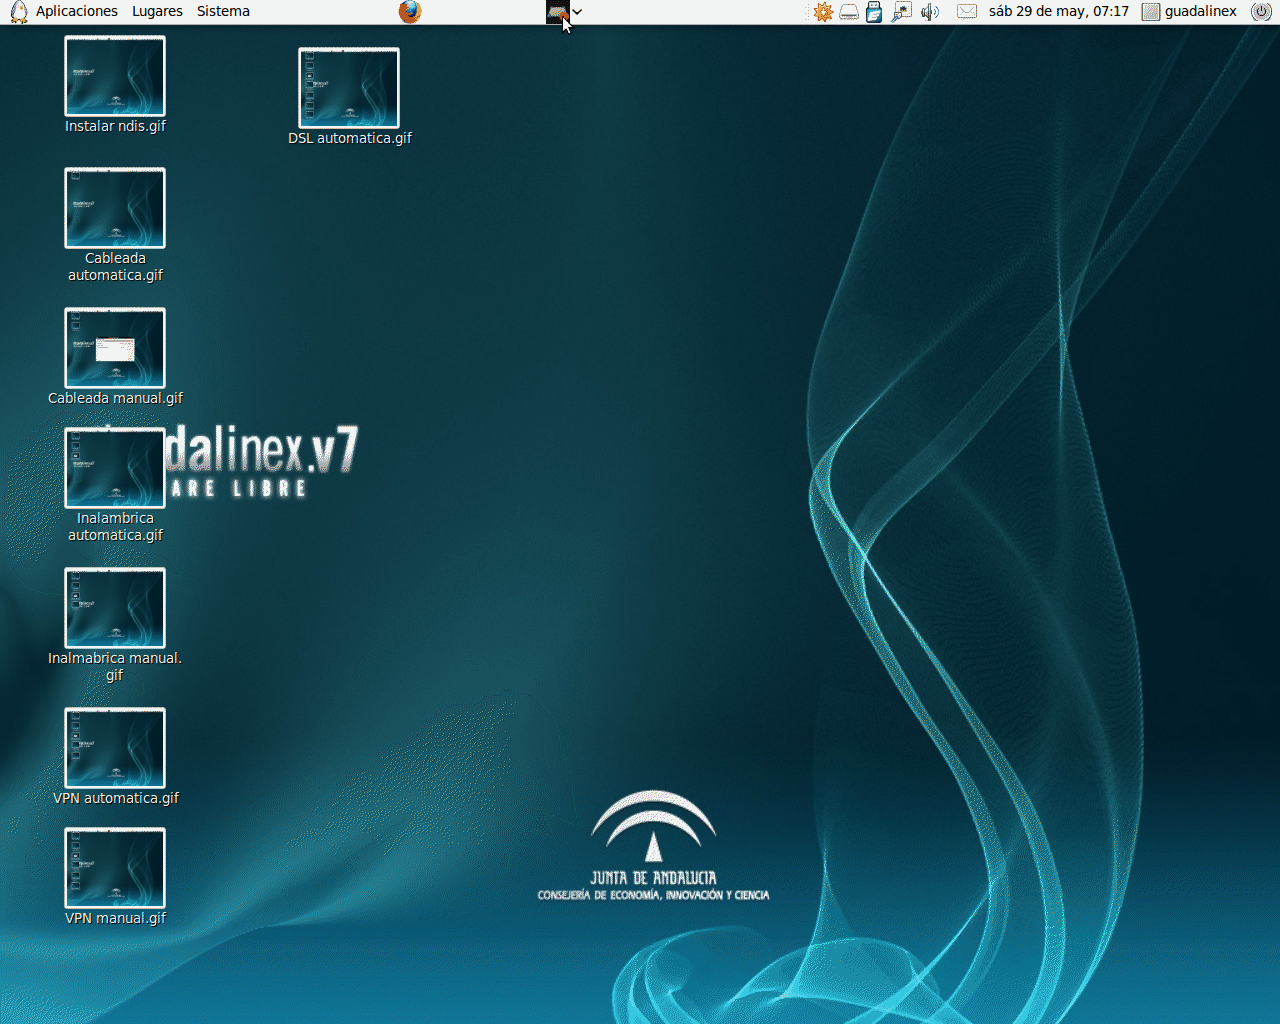 Aplicaciones Lugares Sistema
sáb 29 de may, 07:17 guadalinex
Instalar ndis.gif
DSL automatica.gif
Cableada
automatica.gif
Cableada manual.gif
dalinex.v7
ARE LIBRE
Inalambrica
automatica.gif
Inalmabrica manual.
gif
VPN automatica.gif
VPN manual.gif
JUNTA DE ANDALUCIA
CONSEJERÍA DE ECONOMÍA, INNOVACIÓN Y CIENCIA